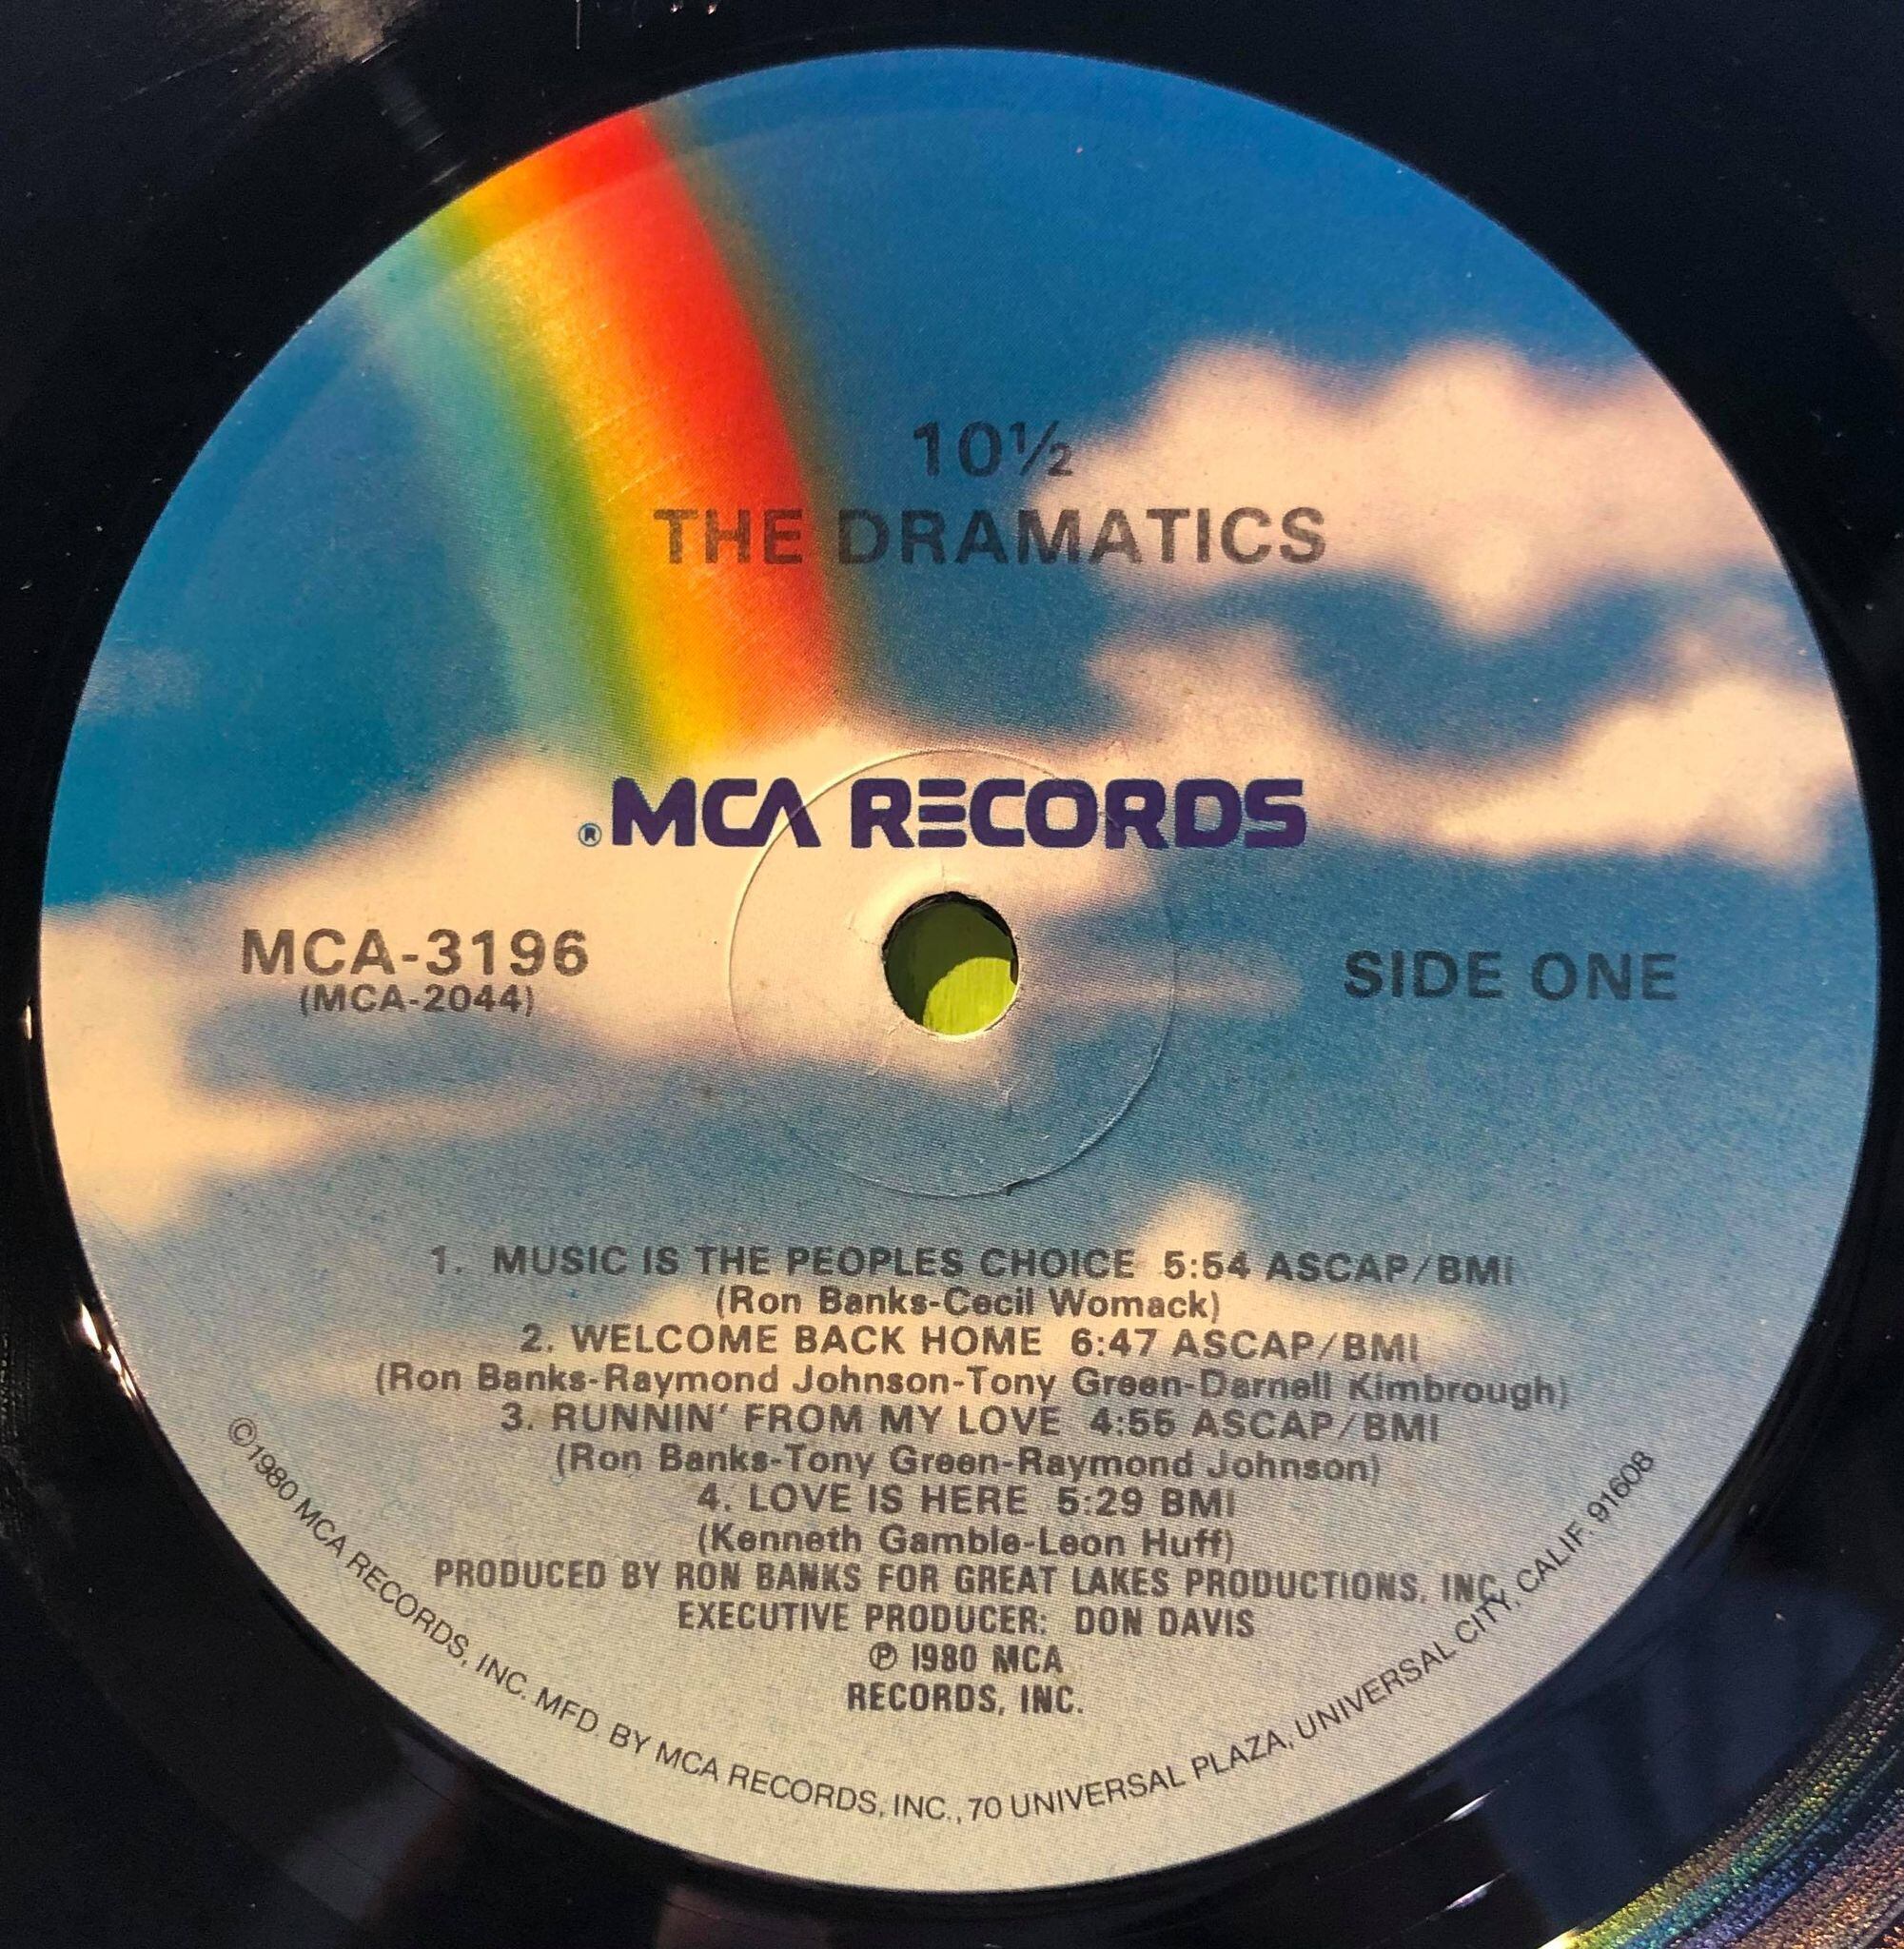 10½
THE DRAMATICS
®MCA RECORDS
MCA-3196
(MCA-2044)
SIDE ONE
1. MUSIC IS THE PEOPLES CHOICE 5:54 ASCAP/BMI
(Ron Banks-Cecil Womack)
2. WELCOME BACK HOME 6:47 ASCAP/BMI
(Ron Banks-Raymond Johnson-Tony Green-Darnell Kimbrough)
3. RUNNIN' FROM MY LOVE 4:55 ASCAP/BMI
(Ron Banks-Tony Green-Raymond Johnson)
4. LOVE IS HERE 5:29 BMI
(Kenneth Gamble-Leon Huff)
PRODUCED BY RON BANKS FOR GREAT LAKES PRODUCTIONS, INC.
EXECUTIVE PRODUCER: DON DAVIS
℗ 1980 MCA
RECORDS, INC.
©1980 MCA RECORDS, INC. MFD. BY MCA RECORDS, INC., 70 UNIVERSAL PLAZA, UNIVERSAL CITY, CALIF. 91608